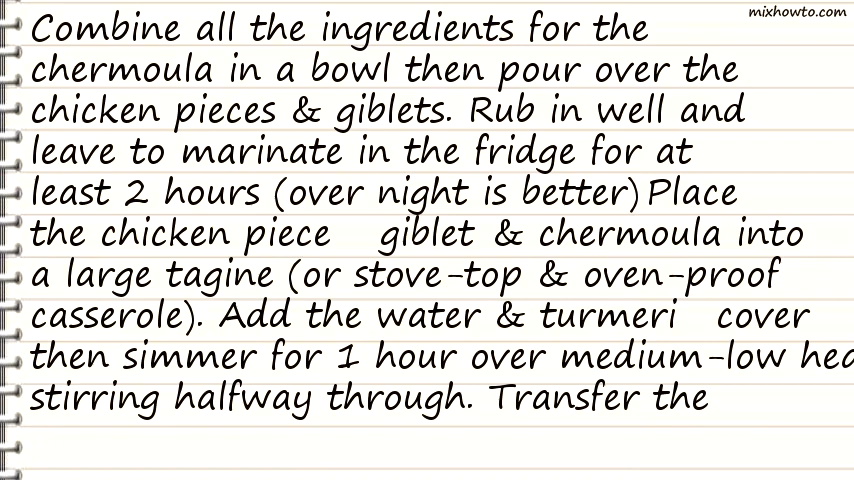 mixhowto.com
Combine all the ingredients for the
chermoula in a bowl then pour over the
chicken pieces & giblets. Rub in well and
leave to marinate in the fridge for at
least 2 hours (over night is better) Place
the chicken piece giblet & chermoula into
a large tagine (or stove-top & oven-proof
casserole). Add the water & turmeri cover
then simmer for 1 hour over medium-low
stirring halfway through. Transfer the